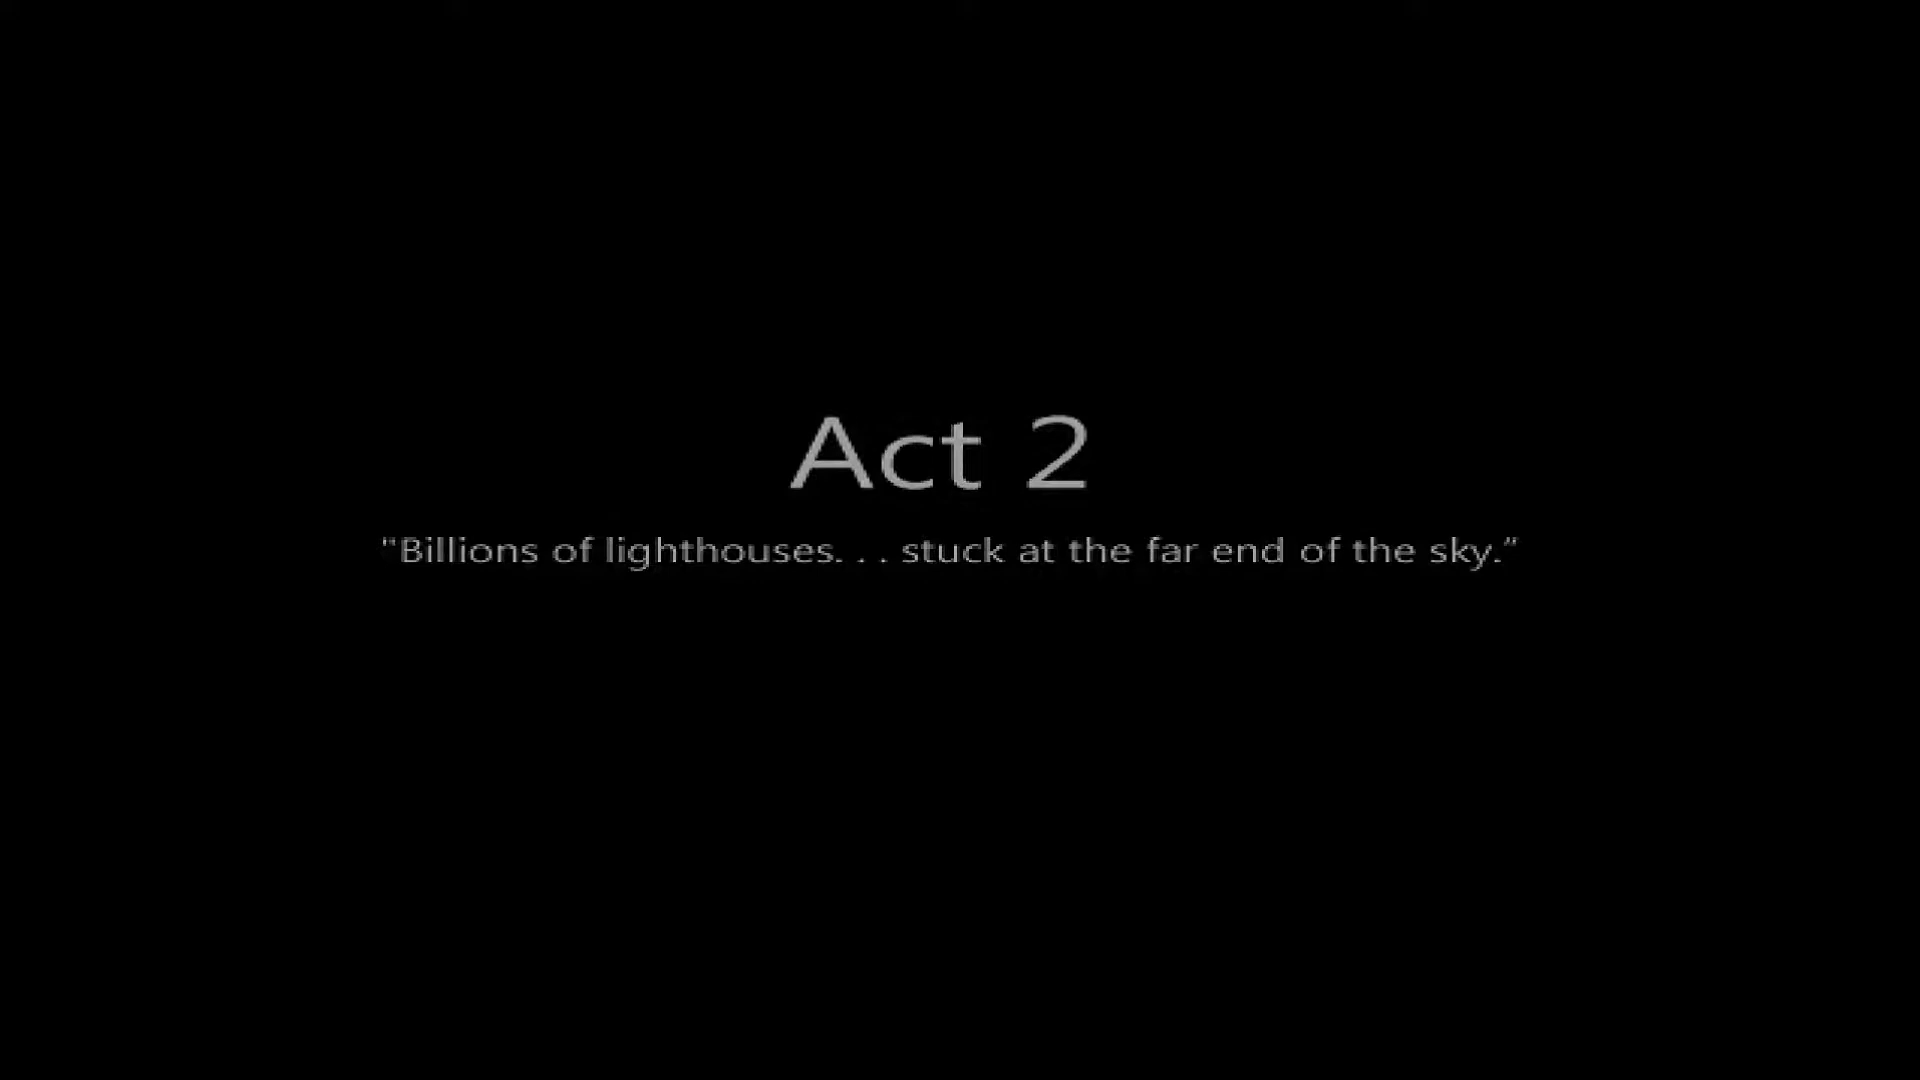 Act 2
"Billions of lighthouses. . . stuck at the far end of the sky.”